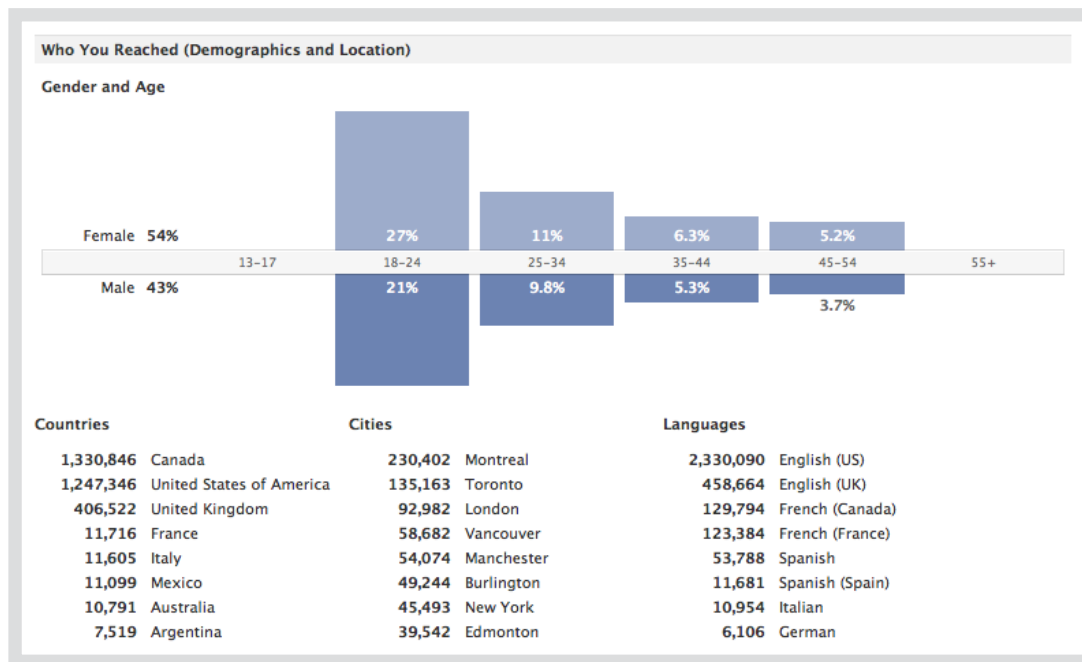 Who You Reached (Demographics and Location)
Gender and Age
Female 54% 27% 11% 6.3% 5.2%
13-17 18-24 25-34 35-44 45-54 55+
Male 43% 21% 9.8% 5.3%
3.7%
Countries Cities Languages
1,330,846 Canada 230,402 Montreal 2,330,090 English (US)
1,247,346 United States of America 135,163 Toronto 458,664 English (UK)
406,522 United Kingdom 92,982 London 129,794 French (Canada)
11,716 France 58,682 Vancouver 123,384 French (France)
11,605 Italy 54,074 Manchester 53,788 Spanish
11,099 Mexico 49,244 Burlington 11,681 Spanish (Spain)
10,791 Australia 45,493 New York 10,954 Italian
7,519 Argentina 39,542 Edmonton 6,106 German